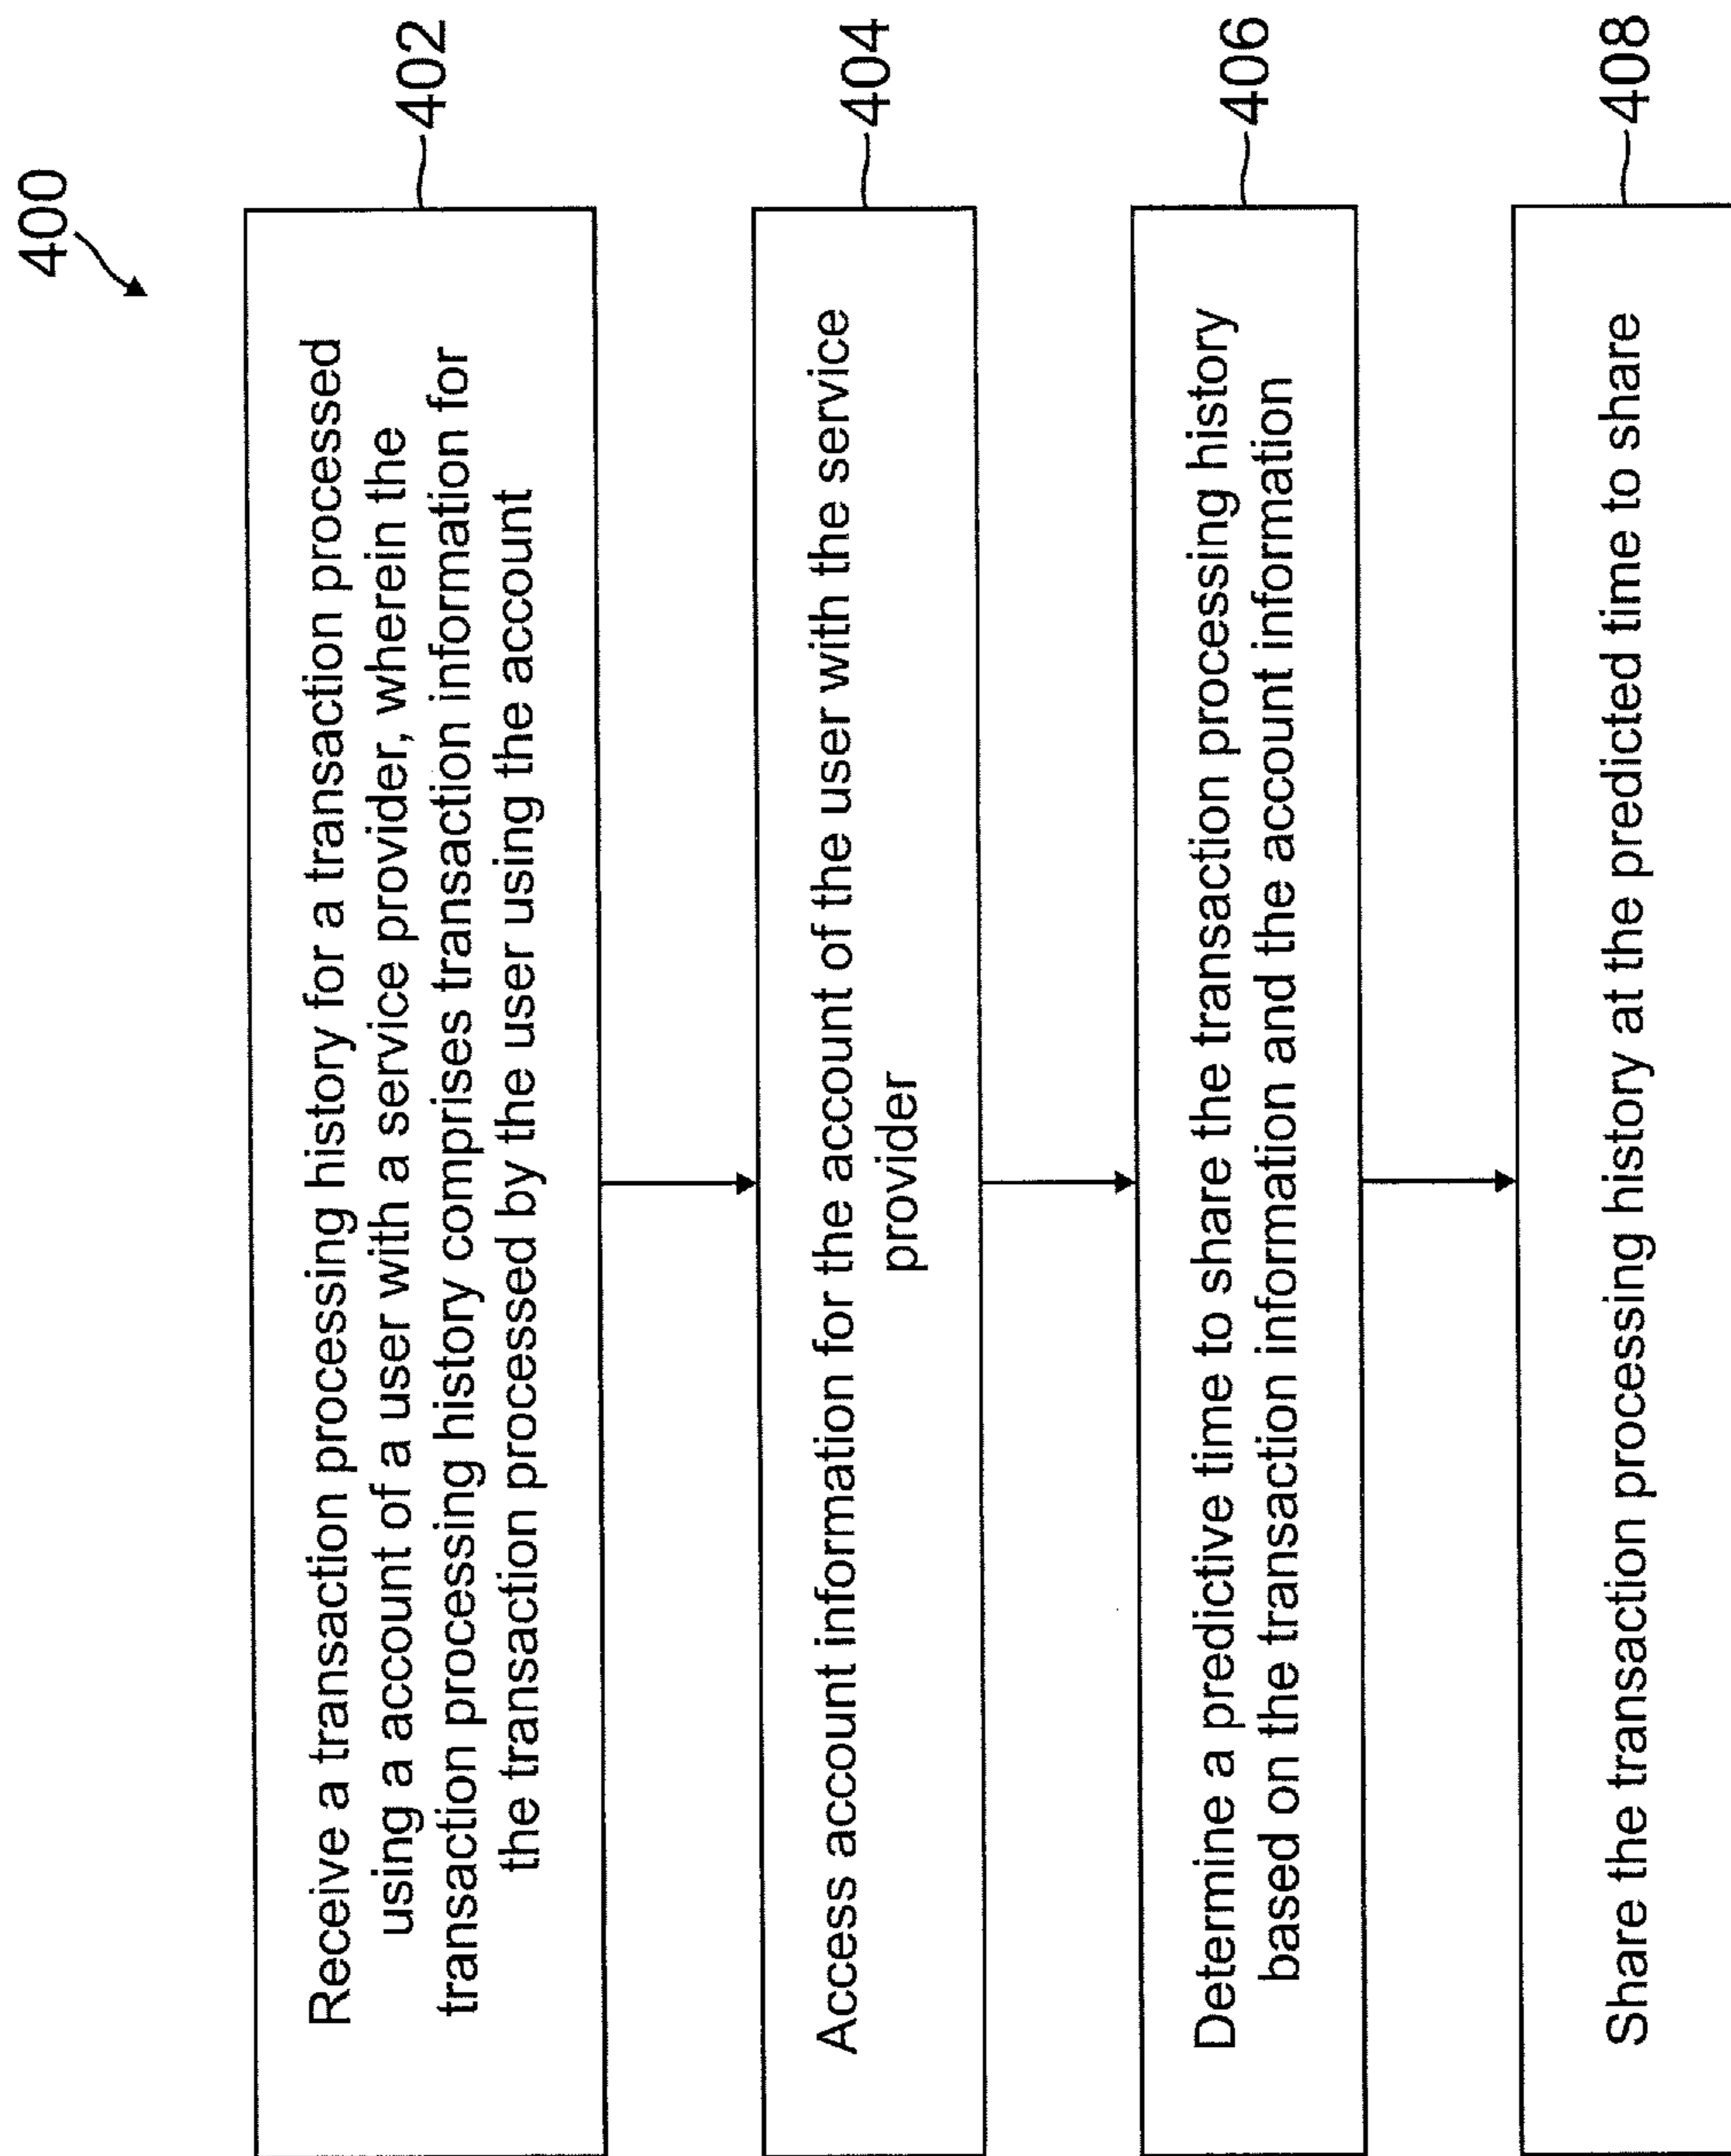 400
Receive a transaction processing history for a transaction processed
using a account of a user with a service provider, wherein the
transaction processing history comprises transaction information for
the transaction processed by the user using the account
402
Access account information for the account of the user with the service
provider
404
Determine a predictive time to share the transaction processing history
based on the transaction information and the account information
406
Share the transaction processing history at the predicted time to share
408